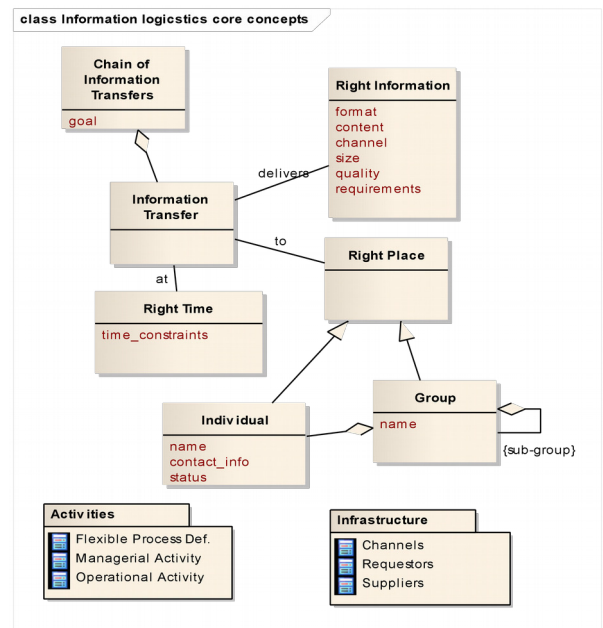 class Information logicstics core concepts
Chain of
Information
Transfers
goal
Right Information
format
content
channel
size
quality
requirements
delivers
Information
Transfer
to
Right Place
at
Right Time
time_constraints
Individual
name
contact_info
status
Group
name
{sub-group}
Activities
Flexible Process Def.
Managerial Activity
Operational Activity
Infrastructure
Channels
Requestors
Suppliers